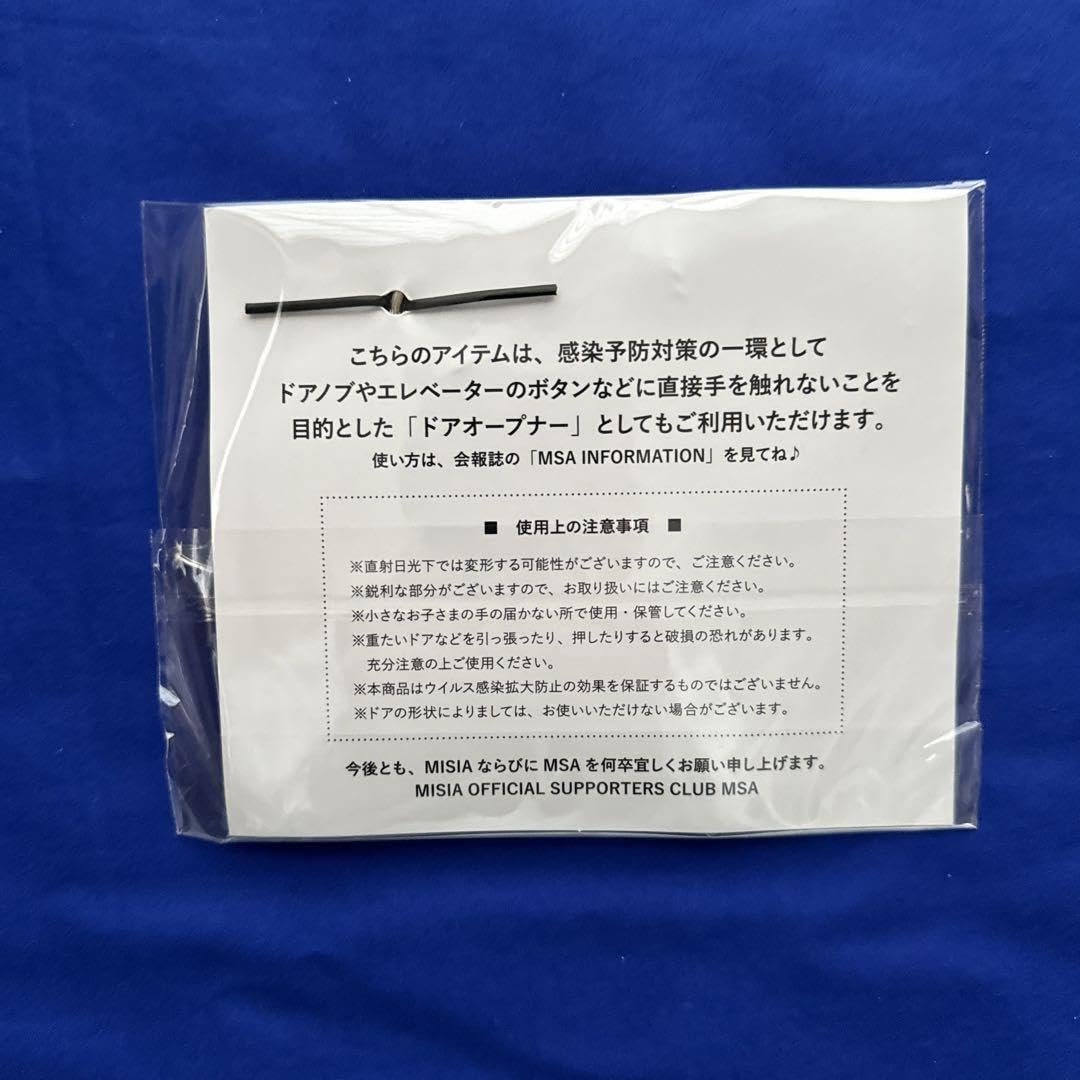 こちらのアイテムは、感染予防対策の一環として
ドアノブやエレベーターのボタンなどに直接手を触れないことを
目的とした「ドアオープナー」としてもご利用いただけます。
使い方は、会報誌の「MSA INFORMATION」を見てね♪
■ 使用上の注意事項 ■
※直射日光下では変形する可能性がございますので、ご注意ください。
※鋭利な部分がございますので、お取り扱いにはご注意ください。
※小さなお子さまの手の届かない所で使用・保管してください。
※重たいドアなどを引っ張ったり、押したりすると破損の恐れがあります。
充分注意の上ご使用ください。
※本商品はウイルス感染拡大防止の効果を保証するものではございません。
※ドアの形状によりましては、お使いいただけない場合がございます。
今後とも、MISIA ならびに MSA を何卒宜しくお願い申し上げます。
MISIA OFFICIAL SUPPORTERS CLUB MSA